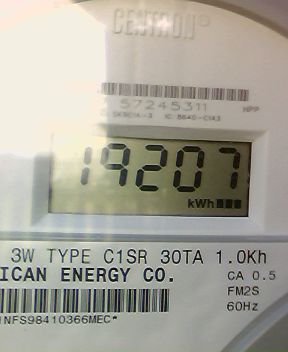 CENTRON®
57245311
HPP
19207
kWh
3W TYPE C1SR 30TA 1.0Kh
ICAN ENERGY CO.
CA 0.5
FM2S
60Hz
NFS98410366MEC*